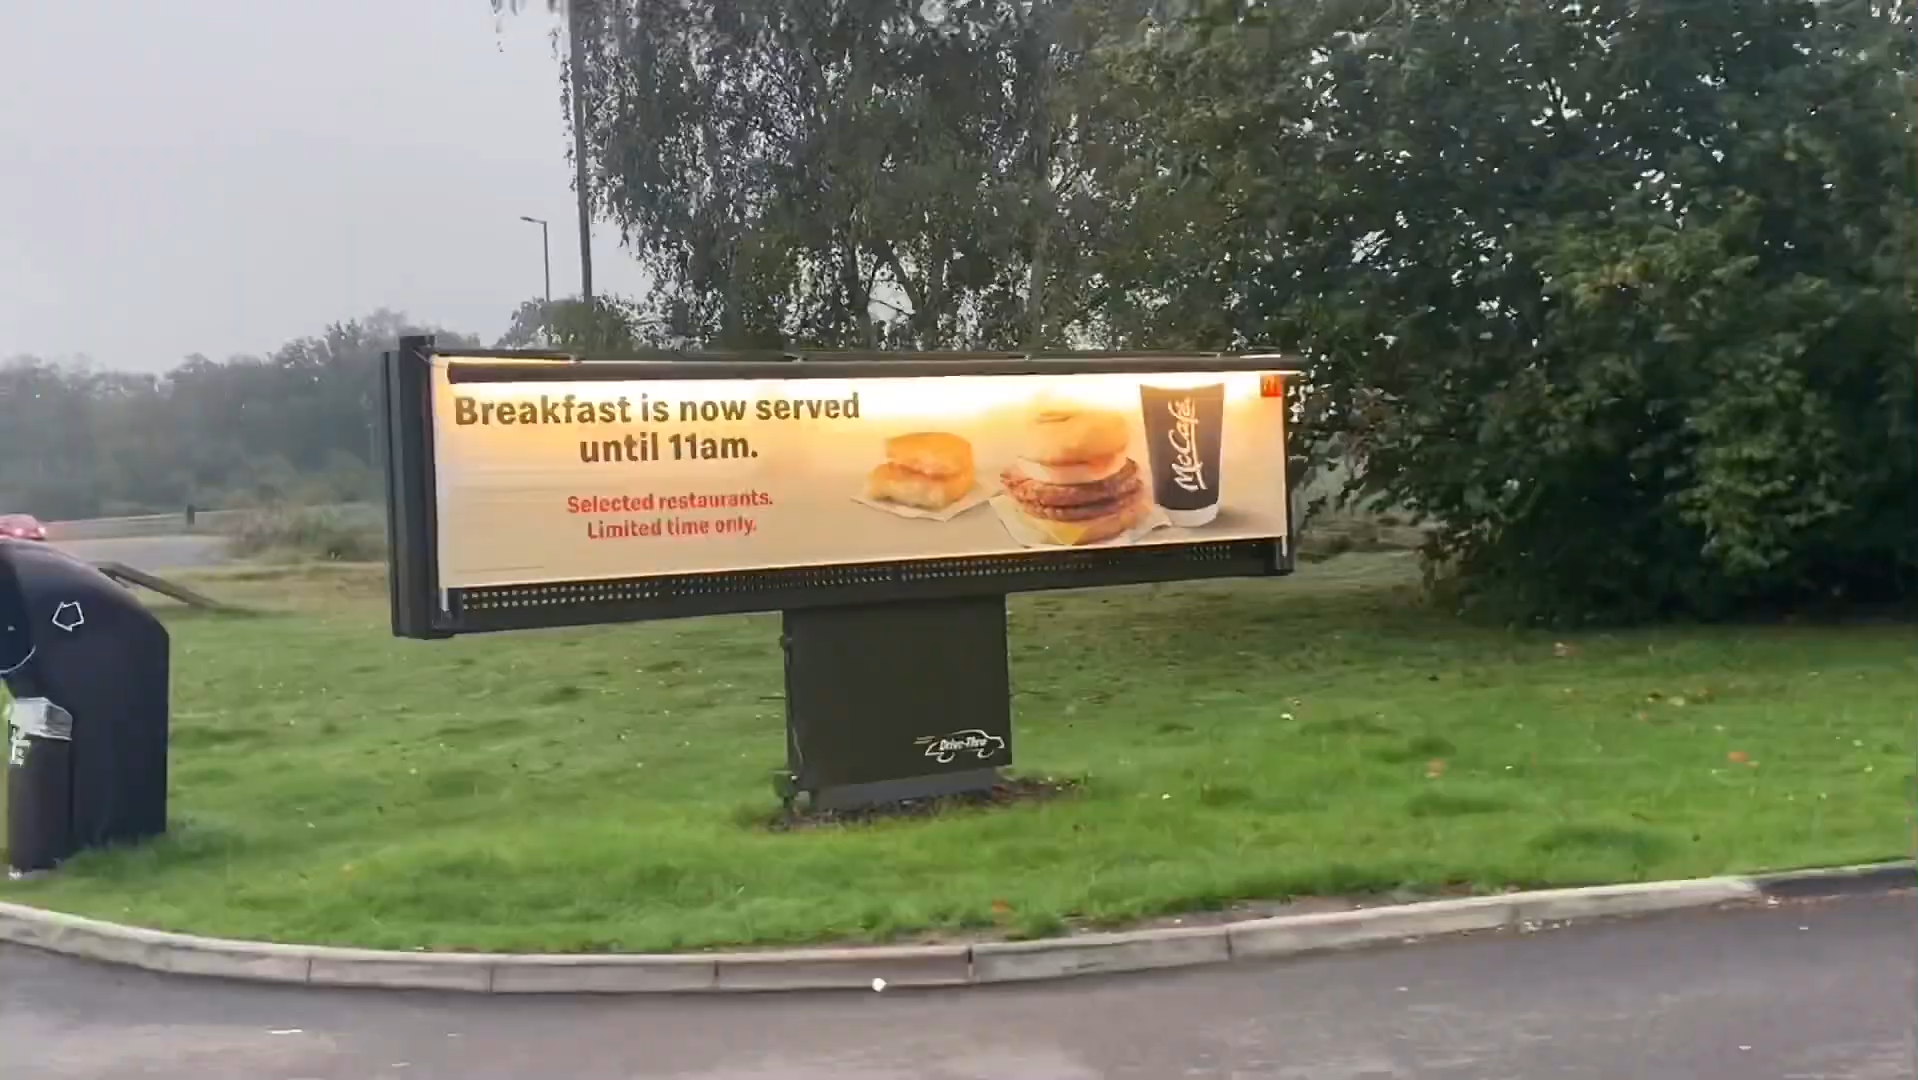 Breakfast is now served
until 11am.
Selected restaurants.
Limited time only.
McCafé
Drive-Thru